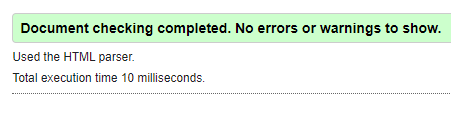 Document checking completed. No errors or warnings to show.
Used the HTML parser.
Total execution time 10 milliseconds.